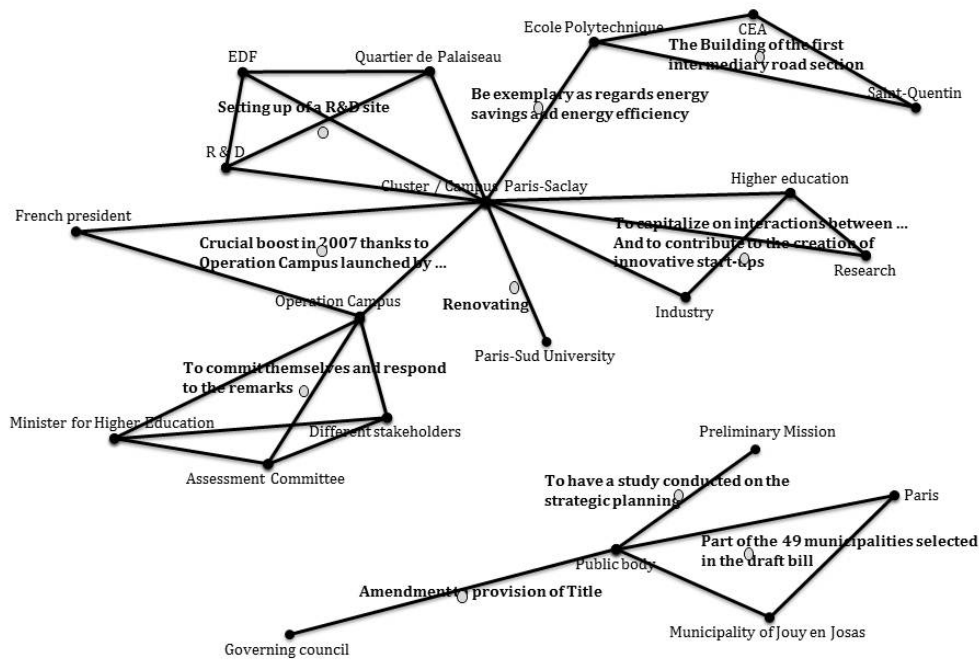 Ecole Polytechnique
CEA
The Building of the first
intermediary road section
Saint-Quentin
EDF
Quartier de Palaiseau
Setting up of a R&D site
R & D
Be exemplary as regards energy
savings and energy efficiency
Cluster / Campus Paris-Saclay
Higher education
French president
Crucial boost in 2007 thanks to
Operation Campus launched by ...
To capitalize on interactions between ...
And to contribute to the creation of
innovative start-ups
Research
Operation Campus
Renovating
Industry
Paris-Sud University
To commit themselves and respond
to the remarks
Minister for Higher Education
Different stakeholders
Assessment Committee
Preliminary Mission
To have a study conducted on the
strategic planning
Paris
Part of the 49 municipalities selected
in the draft bill
Public body
Amendment to provision of Title
Municipality of Jouy en Josas
Governing council